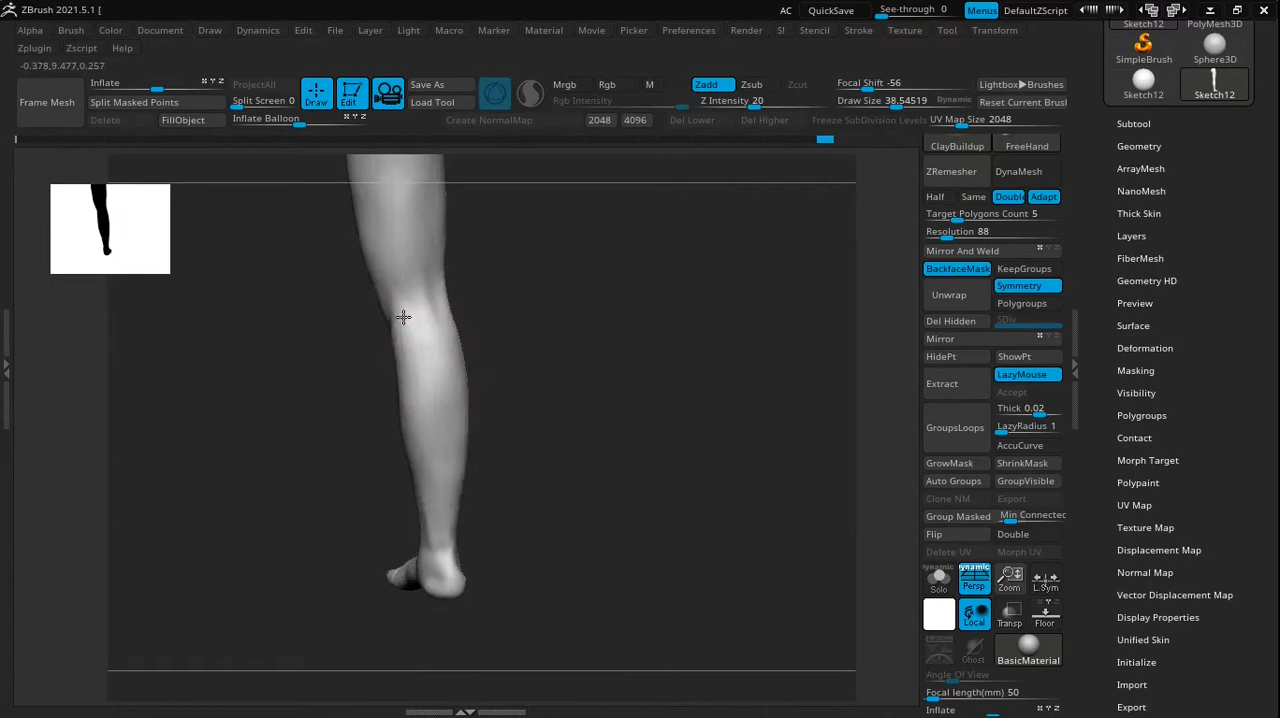 ZBrush 2021.5.1 [
AC QuickSave See-through 0 Menus DefaultZScript
Alpha Brush Color Document Draw Dynamics Edit File Layer Light Macro Marker Material Movie Picker Preferences Render S! Stencil Stroke Texture Tool Transform
Zplugin Zscript Help
-0.378,9.477,0.257
Frame Mesh
Inflate
Split Masked Points
Delete FillObject
ProjectAll
Split Screen 0
Inflate Balloon
Draw
Edit
Save As
Load Tool
Create NormalMap
Mrgb Rgb M
Rgb Intensity
2048 4096
Zadd Zsub Zcut
Z Intensity 20
Del Lower Del Higher
Focal Shift -56
Draw Size 38.54519 Dynamic
Freeze SubDivision Levels
Lightbox▶Brushes
Reset Current Brush
UV Map Size 2048
ClayBuildup FreeHand
ZRemesher DynaMesh
Half Same Double Adapt
Target Polygons Count 5
Resolution 88
Mirror And Weld
BackfaceMask KeepGroups
Unwrap Symmetry
Polygroups
Del Hidden SDiv
Mirror
HidePt ShowPt
LazyMouse
Extract Accept
Thick 0.02
GroupsLoops LazyRadius 1
AccuCurve
GrowMask ShrinkMask
Auto Groups GroupVisible
Clone NM Export
Group Masked Min Connected
Flip Double
Delete UV Morph UV
Dynamic Dynamic
Solo Persp Zoom L.Sym
Local Transp Floor
Ghost BasicMaterial
Angle Of View
Focal length(mm) 50
Inflate
Sketch12 PolyMesh3D
SimpleBrush Sphere3D
Sketch12 Sketch12
Subtool
Geometry
ArrayMesh
NanoMesh
Thick Skin
Layers
FiberMesh
Geometry HD
Preview
Surface
Deformation
Masking
Visibility
Polygroups
Contact
Morph Target
Polypaint
UV Map
Texture Map
Displacement Map
Normal Map
Vector Displacement Map
Display Properties
Unified Skin
Initialize
Import
Export